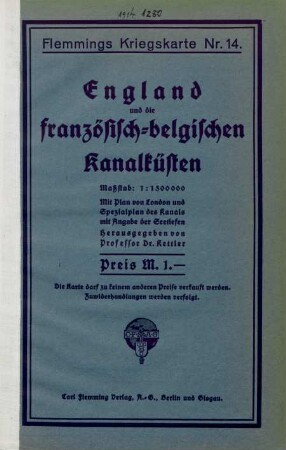 Flemmings Kriegskarte Nr. 14.
England
und die
französisch-belgischen
Kanalküsten
Maßstab: 1:1500000
Mit Plan von London und
Spezialplan des Kanals
mit Angabe der Seetiefen
Herausgegeben von
Professor Dr. Kettler
Preis M. 1.—
Die Karte darf zu keinem anderen Preise verkauft werden.
Zuwiderhandlungen werden verfolgt.
Carl Flemming Verlag, A.-G., Berlin und Glogau.